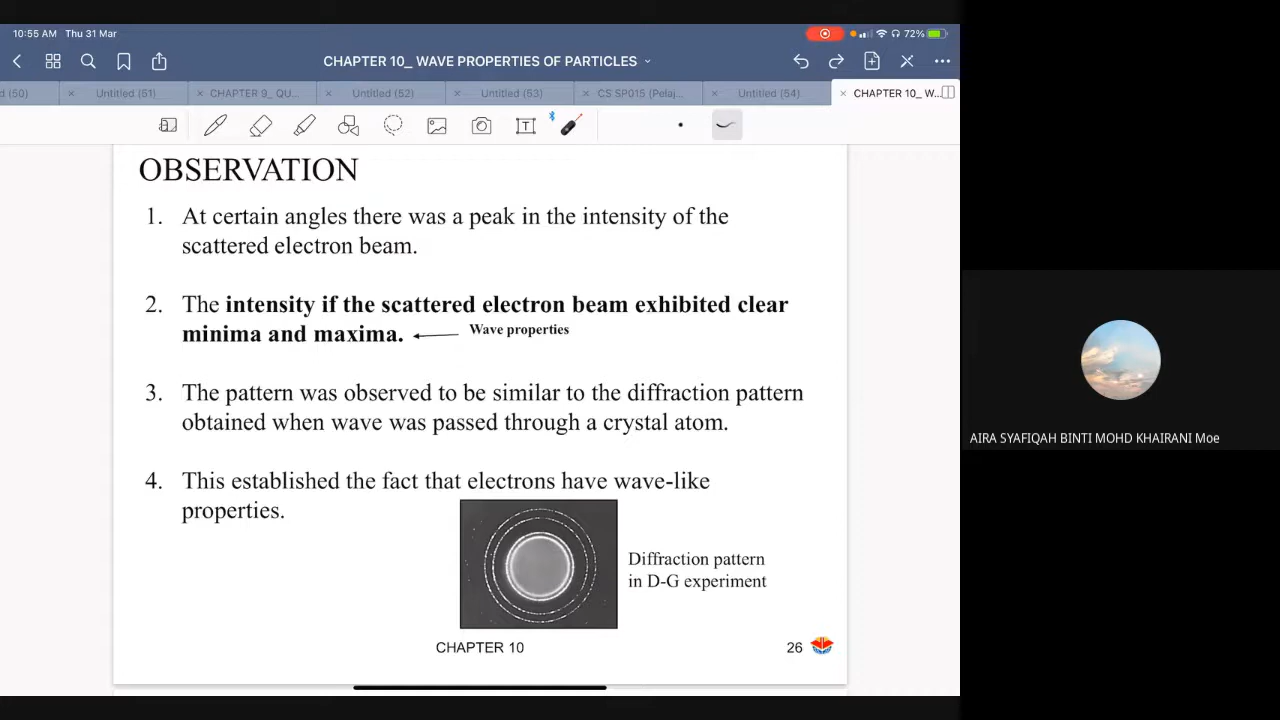 10:55 AM Thu 31 Mar
72%
CHAPTER 10_ WAVE PROPERTIES OF PARTICLES
d (50)
Untitled (51)
CHAPTER 9_ QU...
Untitled (52)
Untitled (53)
CS SP015 (Pelaj...
Untitled (54)
CHAPTER 10_ W...
T
OBSERVATION
1. At certain angles there was a peak in the intensity of the
scattered electron beam.
2. The intensity if the scattered electron beam exhibited clear
minima and maxima.
Wave properties
3. The pattern was observed to be similar to the diffraction pattern
obtained when wave was passed through a crystal atom.
4. This established the fact that electrons have wave-like
properties.
Diffraction pattern
in D-G experiment
CHAPTER 10
26
AIRA SYAFIQAH BINTI MOHD KHAIRANI Moe